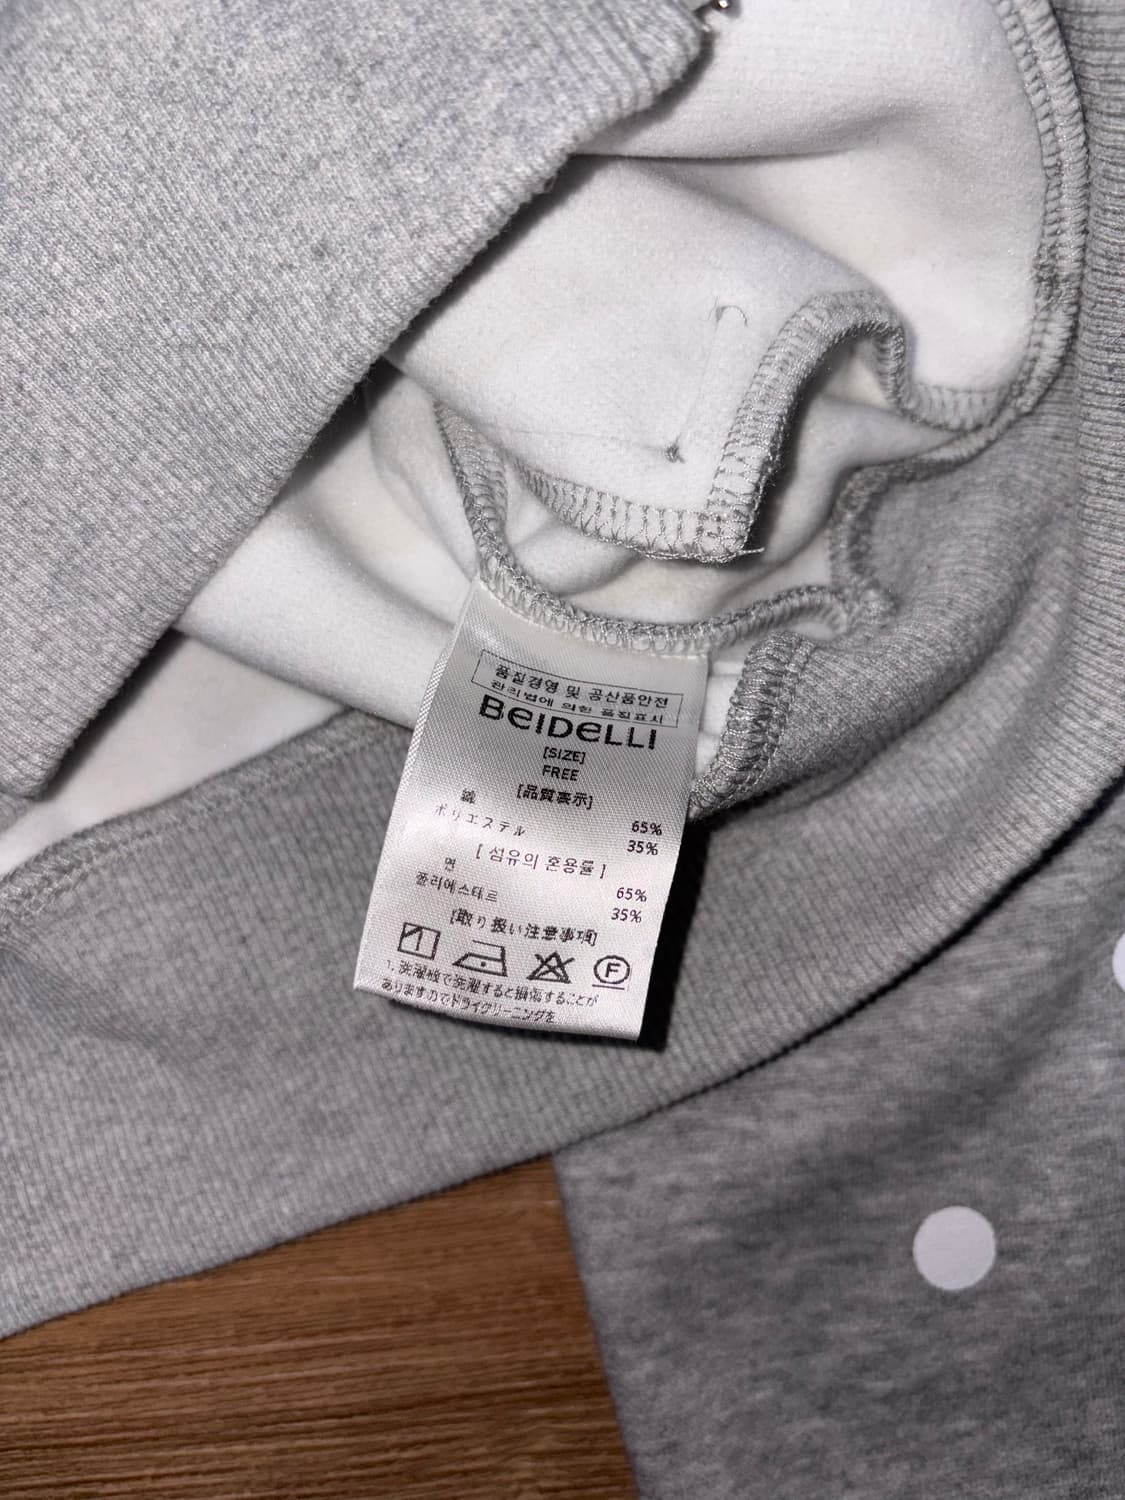 품질경영 및 공산품안전
관리법에 의한 품질표시
BEIDELLI
[SIZE]
FREE
[品質表示]
綿 65%
ポリエステル 35%
[ 섬유의 혼용률 ]
면 65%
폴리에스테르 35%
[取り扱い注意事項]
1
F
1. 洗濯機で洗濯すると損傷することが
ありますのでドライクリーニングを